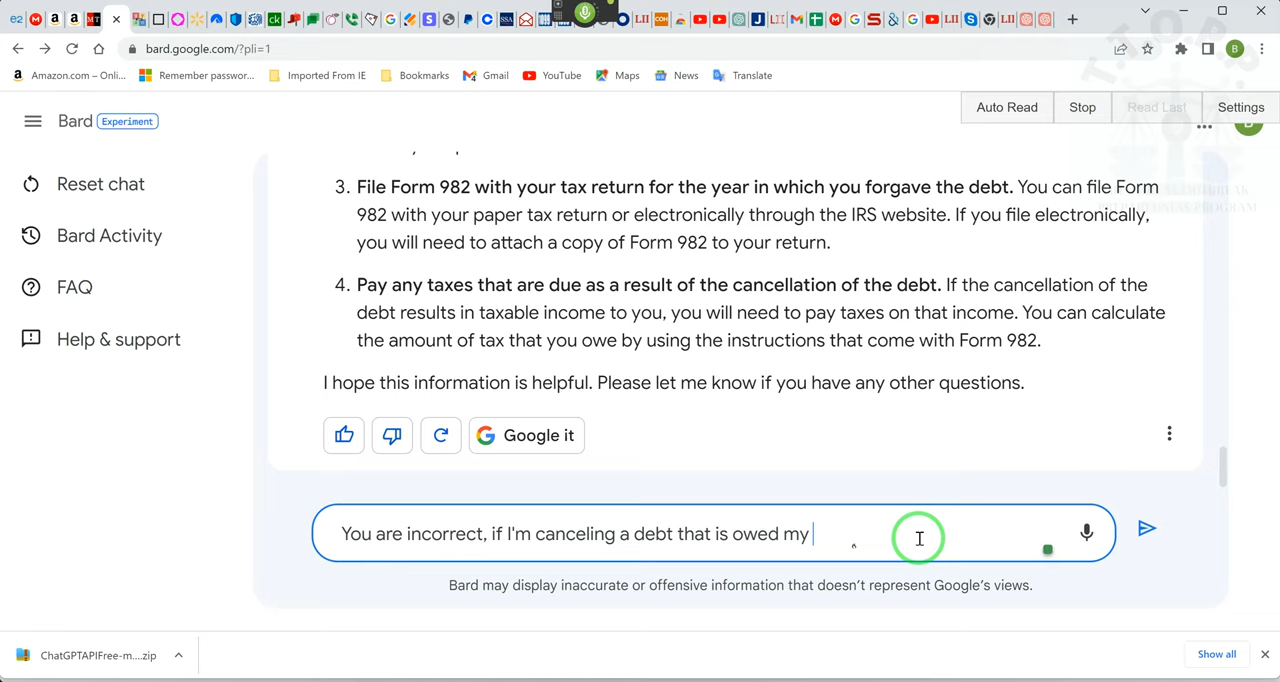 bard.google.com/?pli=1
Amazon.com – Onli...
Remember passwor...
Imported From IE
Bookmarks
Gmail
YouTube
Maps
News
Translate
Auto Read
Stop
Read Last
Settings
Bard
Experiment
Reset chat
Bard Activity
FAQ
Help & support
3. File Form 982 with your tax return for the year in which you forgave the debt. You can file Form
982 with your paper tax return or electronically through the IRS website. If you file electronically,
you will need to attach a copy of Form 982 to your return.
4. Pay any taxes that are due as a result of the cancellation of the debt. If the cancellation of the
debt results in taxable income to you, you will need to pay taxes on that income. You can calculate
the amount of tax that you owe by using the instructions that come with Form 982.
I hope this information is helpful. Please let me know if you have any other questions.
Google it
You are incorrect, if I'm canceling a debt that is owed my
Bard may display inaccurate or offensive information that doesn't represent Google's views.
ChatGPTAPIFree-m....zip
Show all